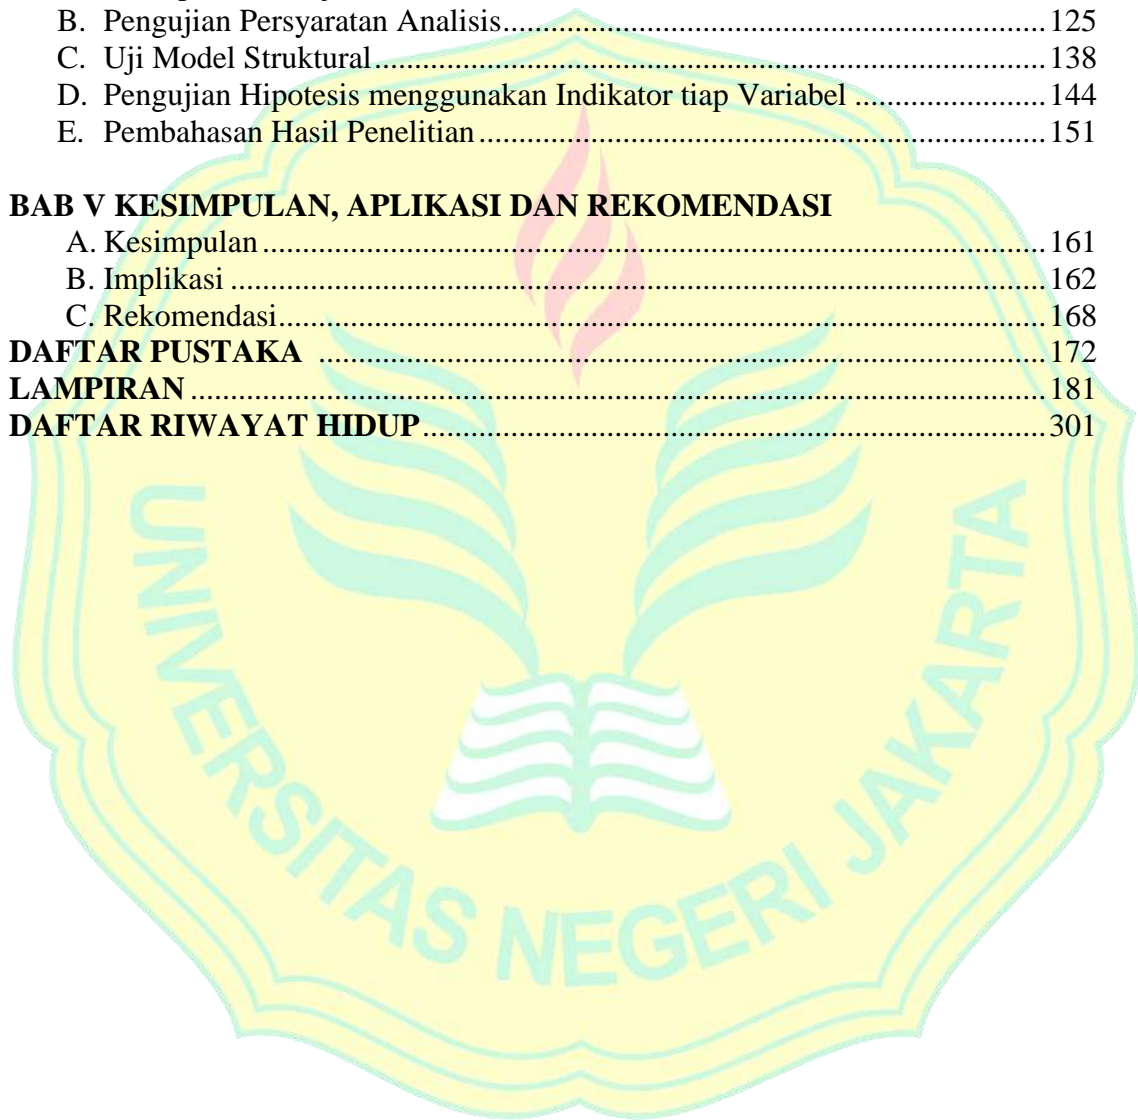 B. Pengujian Persyaratan Analisis..............................................................125
C. Uji Model Struktural..............................................................................138
D. Pengujian Hipotesis menggunakan Indikator tiap Variabel ......................144
E. Pembahasan Hasil Penelitian.................................................................151
BAB V KESIMPULAN, APLIKASI DAN REKOMENDASI
A. Kesimpulan...........................................................................................161
B. Implikasi ...............................................................................................162
C. Rekomendasi.........................................................................................168
DAFTAR PUSTAKA ..................................................................................172
LAMPIRAN.................................................................................................181
DAFTAR RIWAYAT HIDUP.......................................................................301
UNIVERSITAS NEGERI JAKARTA